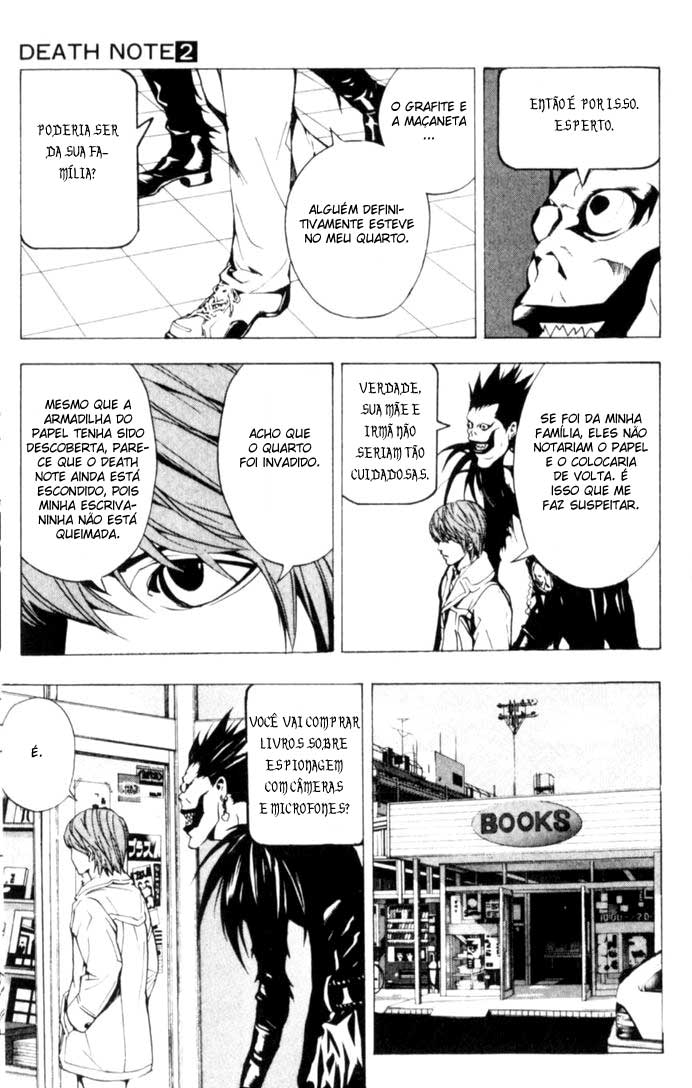 DEATH NOTE 2
ENTÃO É POR ISSO.
ESPERTO.
O GRAFITE E
A MAÇANETA
...
ALGUÉM DEFINI-
TIVAMENTE ESTEVE
NO MEU QUARTO.
PODERIA SER
DA SUA FA-
MÍLIA?
SE FOI DA MINHA
FAMÍLIA, ELES NÃO
NOTARIAM O PAPEL
E O COLOCARIA
DE VOLTA. É
ISSO QUE ME
FAZ SUSPEITAR.
VERDADE,
SUA MÃE E
IRMÃ NÃO
SERIAM TÃO
CUIDADOSAS.
ACHO QUE
O QUARTO
FOI INVADIDO.
MESMO QUE A
ARMADILHA DO
PAPEL TENHA SIDO
DESCOBERTA, PARE-
CE QUE O DEATH
NOTE AINDA ESTÁ
ESCONDIDO, POIS
MINHA ESCRIVA-
NINHA NÃO ESTÁ
QUEIMADA.
BOOKS
VOCÊ VAI COMPRAR
LIVROS SOBRE
ESPIONAGEM
COM CÂMERAS
E MICROFONES?
É.